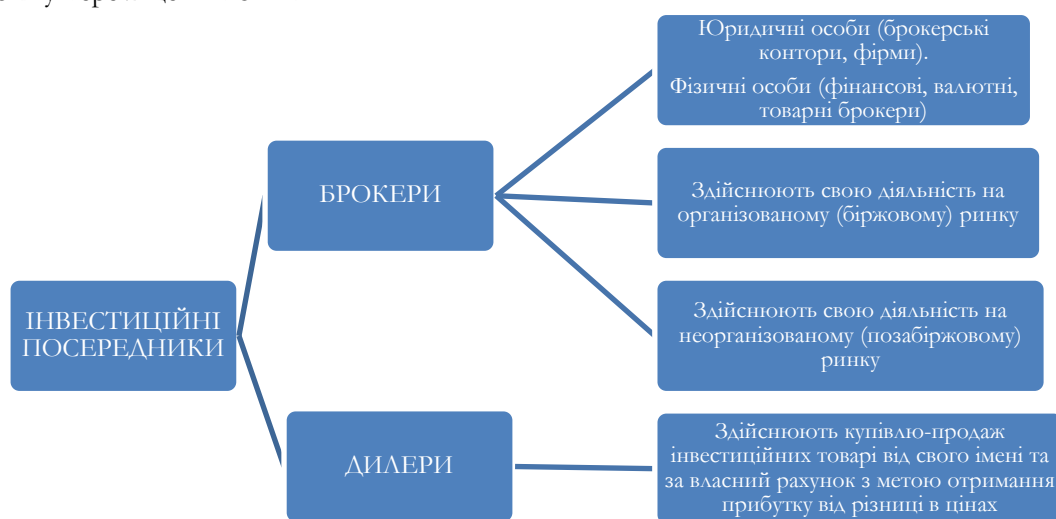 Юридичні особи (брокерські
контори, фірми).
Фізичні особи (фінансові, валютні,
товарні брокери)
БРОКЕРИ
Здійснюють свою діяльність на
організованому (біржовому) ринку
ІНВЕСТИЦІЙНІ
ПОСЕРЕДНИКИ
Здійснюють свою діяльність на
неорганізованому (позабіржовому)
ринку
ДИЛЕРИ
Здійснюють купівлю-продаж
інвестиційних товарі від свого імені та
за власний рахунок з метою отримання
прибутку від різниці в цінах